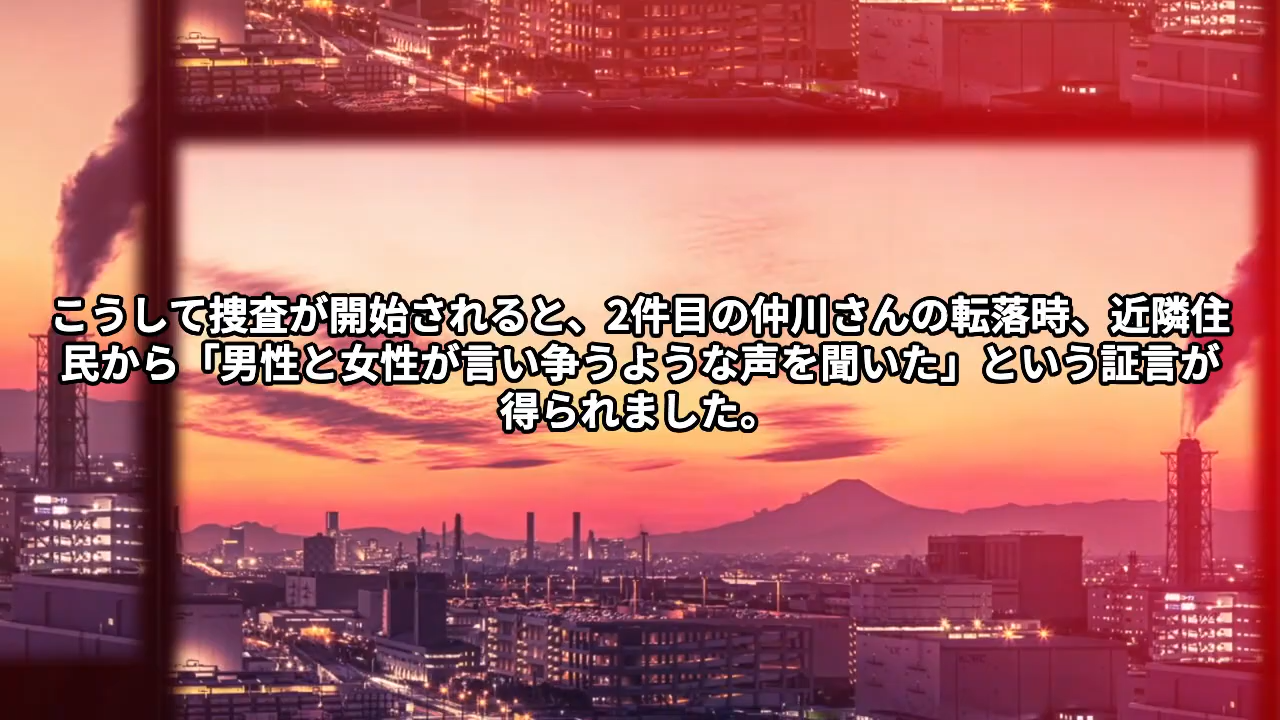 こうして捜査が開始されると、2件目の仲川さんの転落時、近隣住
民から「男性と女性が言い争うような声を聞いた」という証言が
得られました。